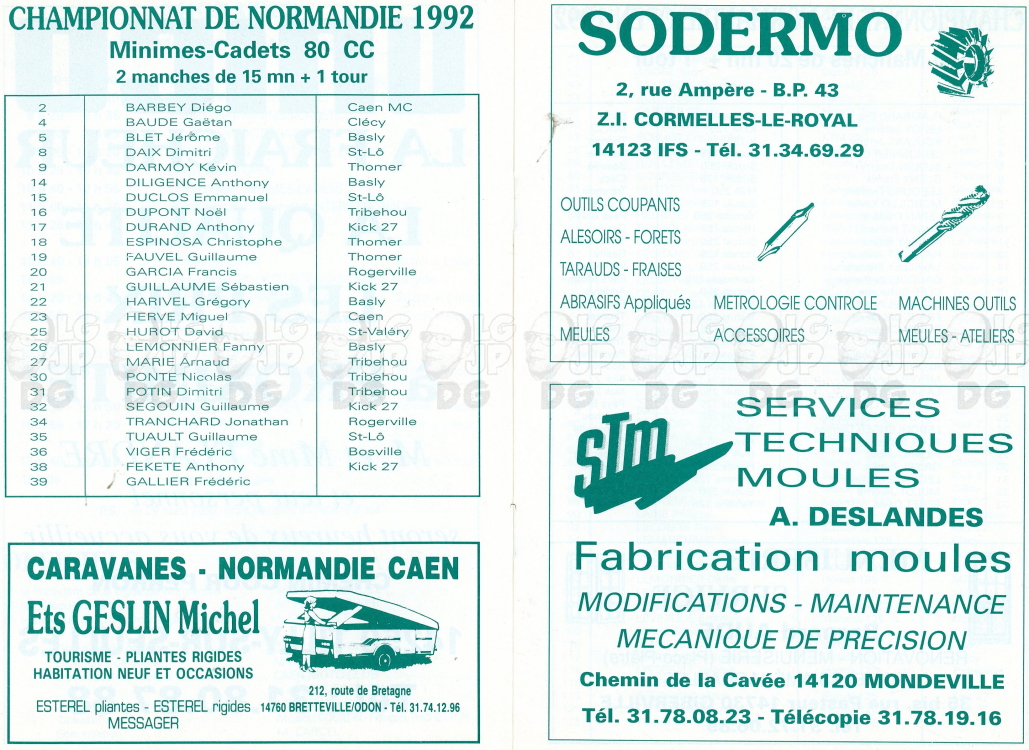 CHAMPIONNAT DE NORMANDIE 1992
Minimes-Cadets 80 CC
2 manches de 15 mn + 1 tour
2 BARBEY Diégo Caen MC
4 BAUDE Gaëtan Clécy
5 BLET Jérôme Basly
8 DAIX Dimitri St-Lô
9 DARMOY Kévin Thomer
14 DILIGENCE Anthony Basly
15 DUCLOS Emmanuel St-Lô
16 DUPONT Noël Tribehou
17 DURAND Anthony Kick 27
18 ESPINOSA Christophe Thomer
19 FAUVEL Guillaume Thomer
20 GARCIA Francis Rogerville
21 GUILLAUME Sébastien Kick 27
22 HARIVEL Grégory Basly
23 HERVE Miguel Caen
25 HUROT David St-Valéry
26 LEMONNIER Fanny Basly
27 MARIE Arnaud Tribehou
30 PONTE Nicolas Tribehou
31 POTIN Dimitri Tribehou
32 SEGOUIN Guillaume Kick 27
34 TRANCHARD Jonathan Rogerville
35 TUAULT Guillaume St-Lô
36 VIGER Frédéric Bosville
38 FEKETE Anthony Kick 27
39 GALLIER Frédéric
CARAVANES - NORMANDIE CAEN
Ets GESLIN Michel
TOURISME - PLIANTES RIGIDES
HABITATION NEUF ET OCCASIONS
ESTEREL pliantes - ESTEREL rigides
MESSAGER
212, route de Bretagne
14760 BRETTEVILLE/ODON - Tél. 31.74.12.96
SODERMO
2, rue Ampère - B.P. 43
Z.I. CORMELLES-LE-ROYAL
14123 IFS - Tél. 31.34.69.29
OUTILS COUPANTS
ALESOIRS - FORETS
TARAUDS - FRAISES
ABRASIFS Appliqués METROLOGIE CONTROLE MACHINES OUTILS
MEULES ACCESSOIRES MEULES - ATELIERS
STm
SERVICES
TECHNIQUES
MOULES
A. DESLANDES
Fabrication moules
MODIFICATIONS - MAINTENANCE
MECANIQUE DE PRECISION
Chemin de la Cavée 14120 MONDEVILLE
Tél. 31.78.08.23 - Télécopie 31.78.19.16